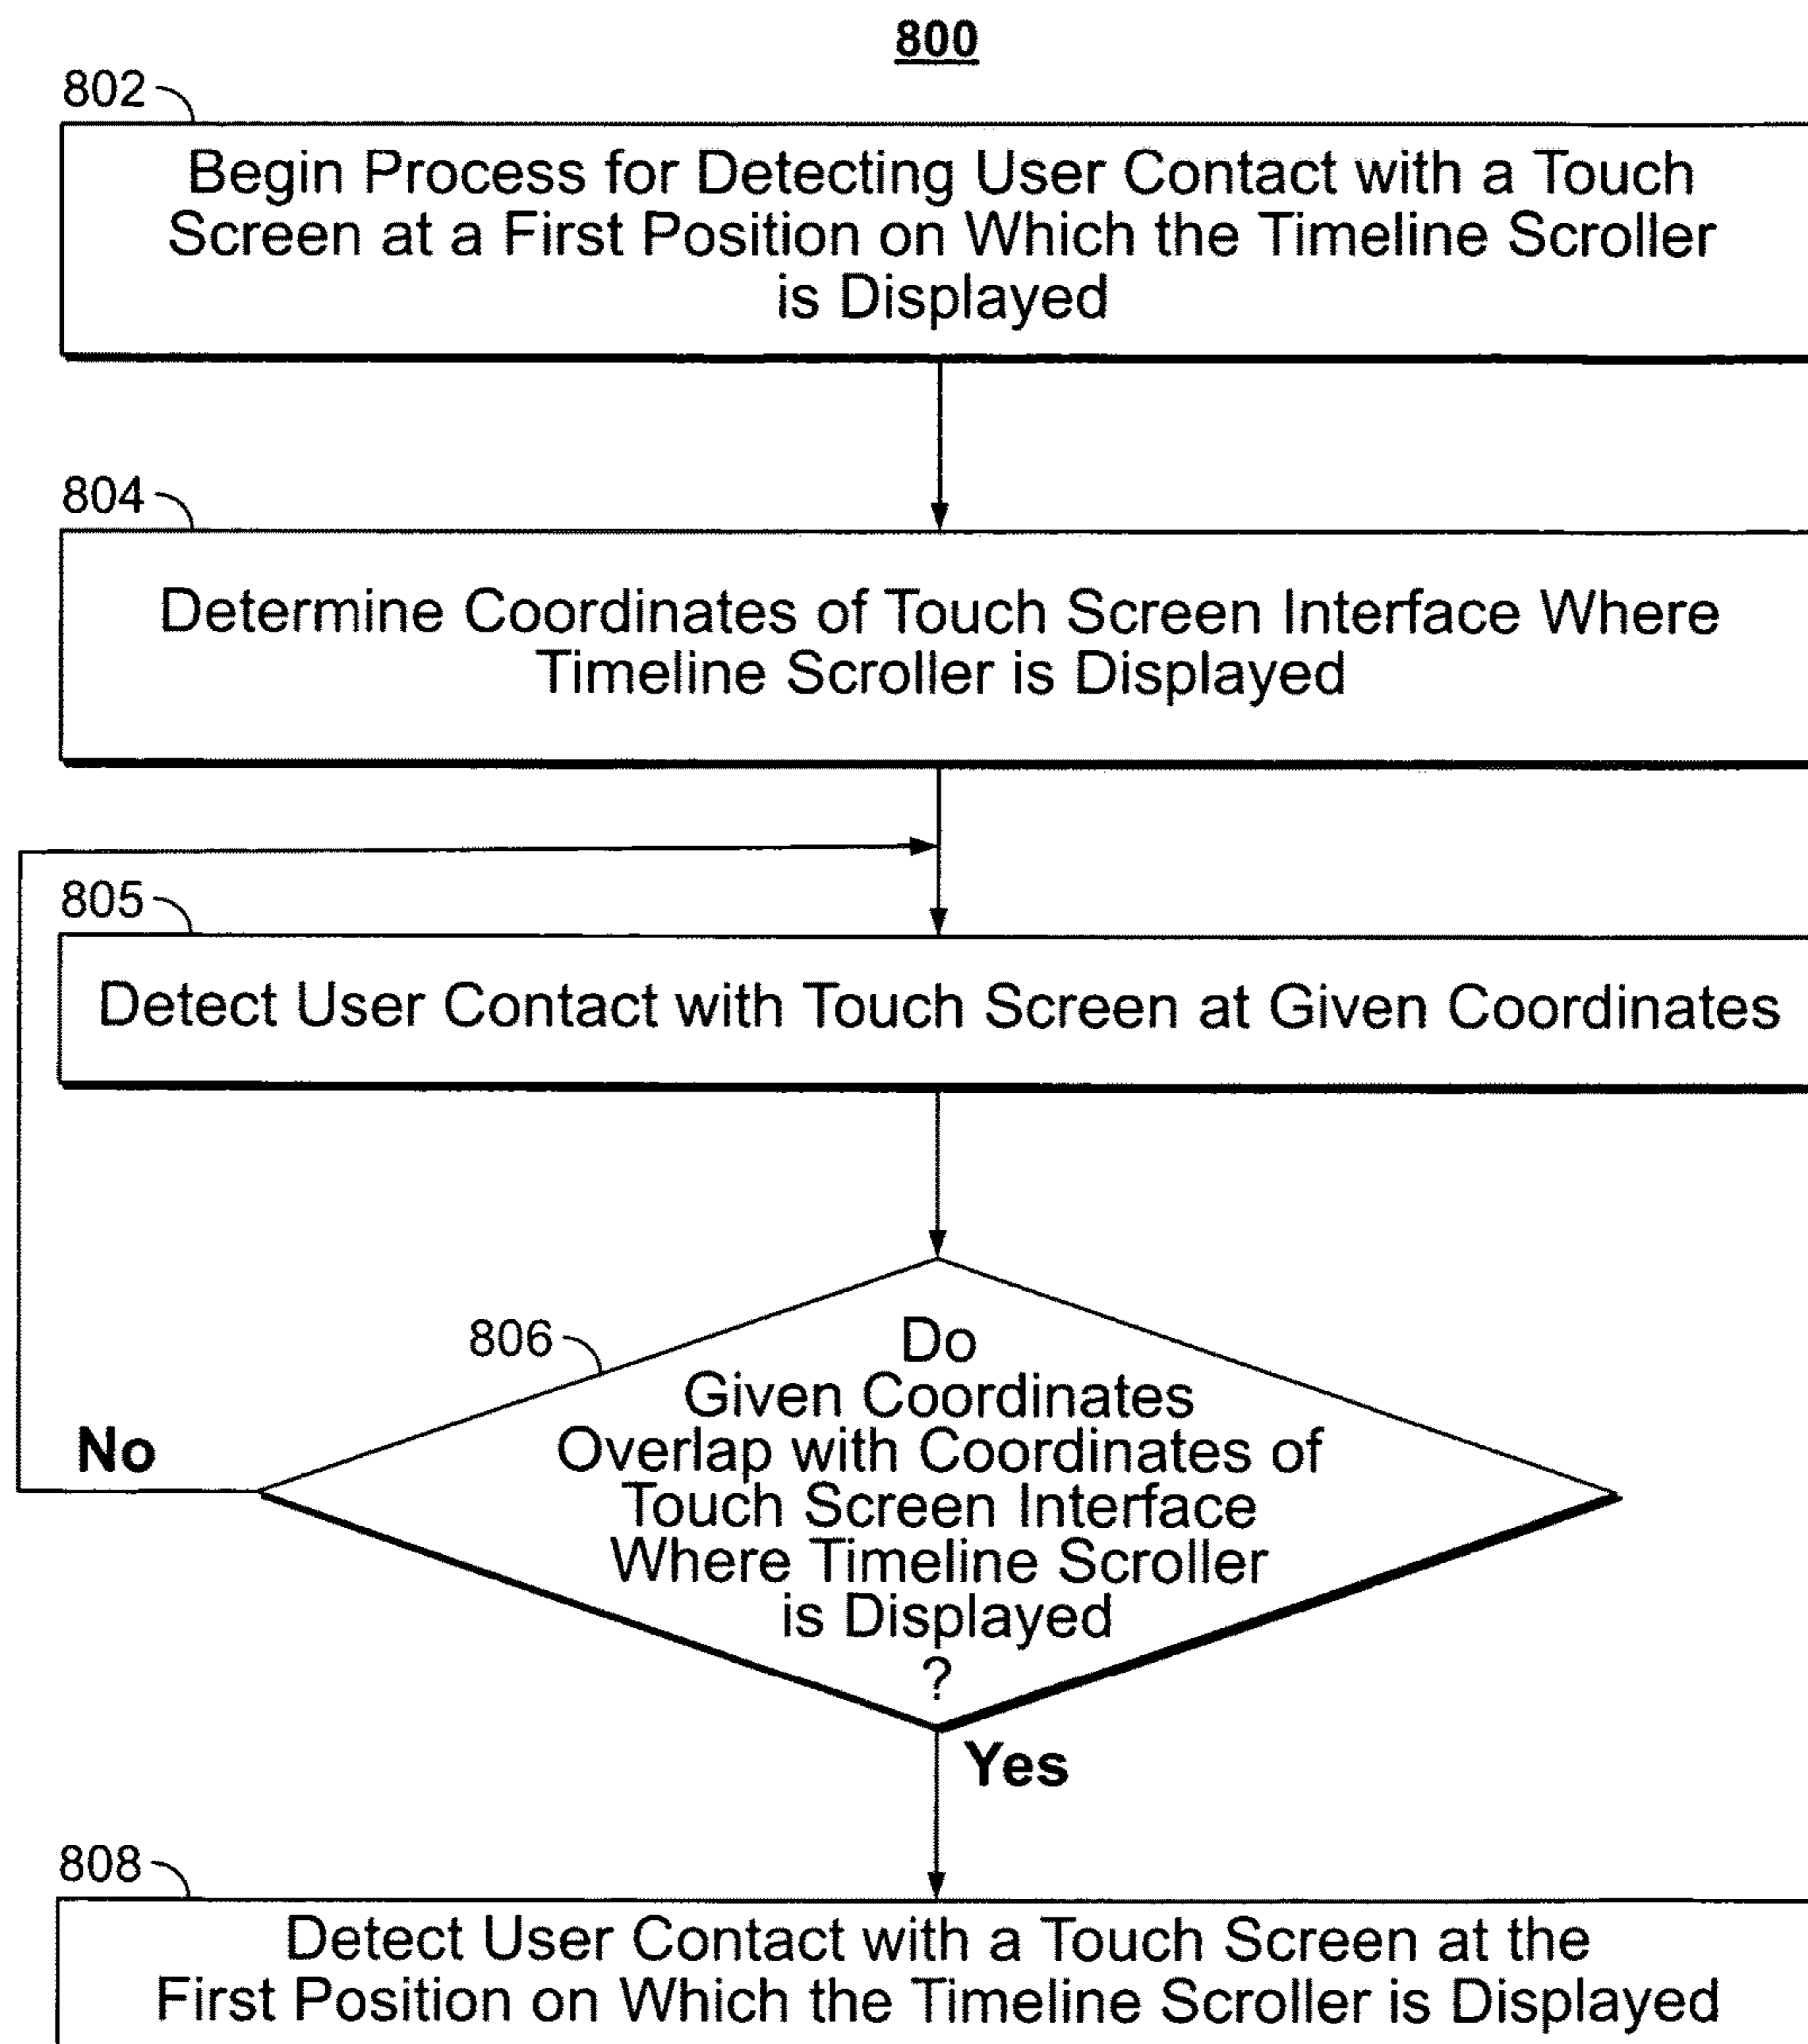 800
802
Begin Process for Detecting User Contact with a Touch
Screen at a First Position on Which the Timeline Scroller
is Displayed
804
Determine Coordinates of Touch Screen Interface Where
Timeline Scroller is Displayed
805
Detect User Contact with Touch Screen at Given Coordinates
806
Do
Given Coordinates
Overlap with Coordinates of
Touch Screen Interface
Where Timeline Scroller
is Displayed
?
No
Yes
808
Detect User Contact with a Touch Screen at the
First Position on Which the Timeline Scroller is Displayed